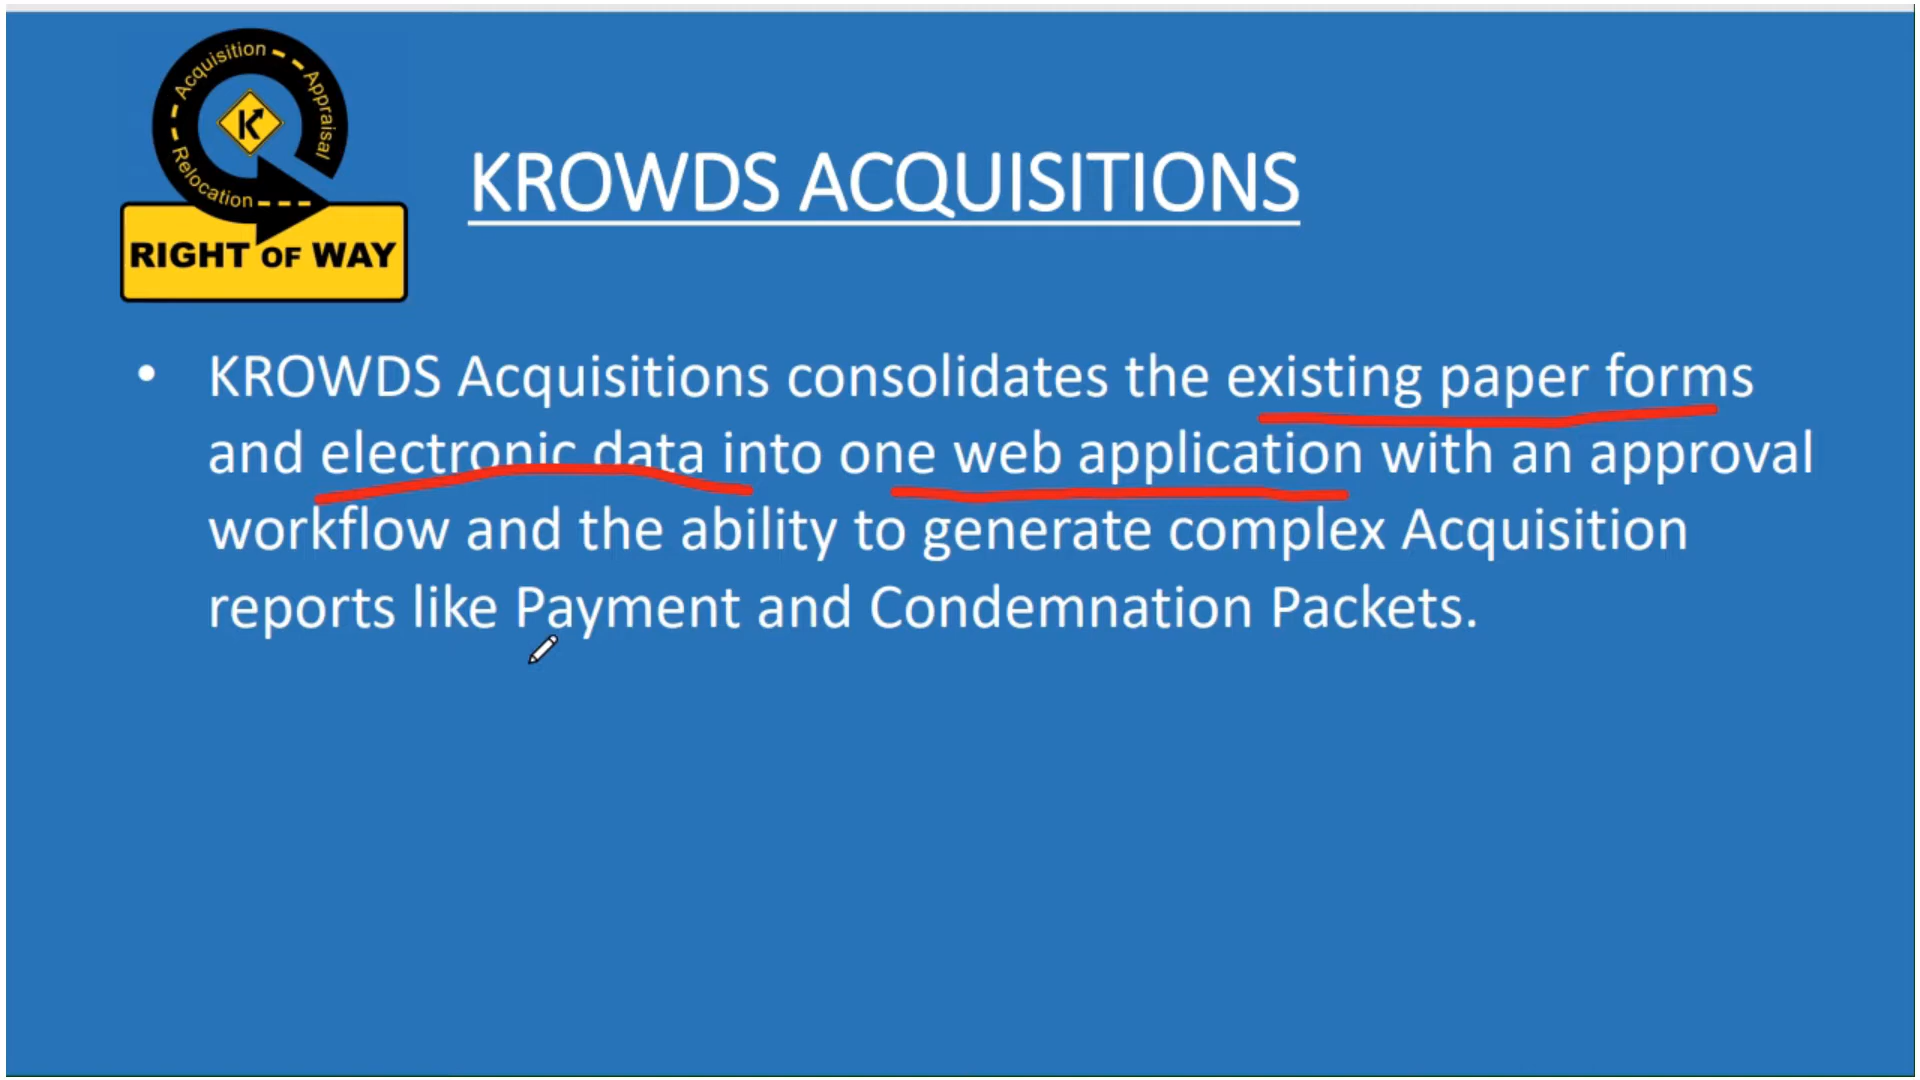 Acquisition
Appraisal
Relocation
K
RIGHT OF WAY
KROWDS ACQUISITIONS
• KROWDS Acquisitions consolidates the existing paper forms
and electronic data into one web application with an approval
workflow and the ability to generate complex Acquisition
reports like Payment and Condemnation Packets.